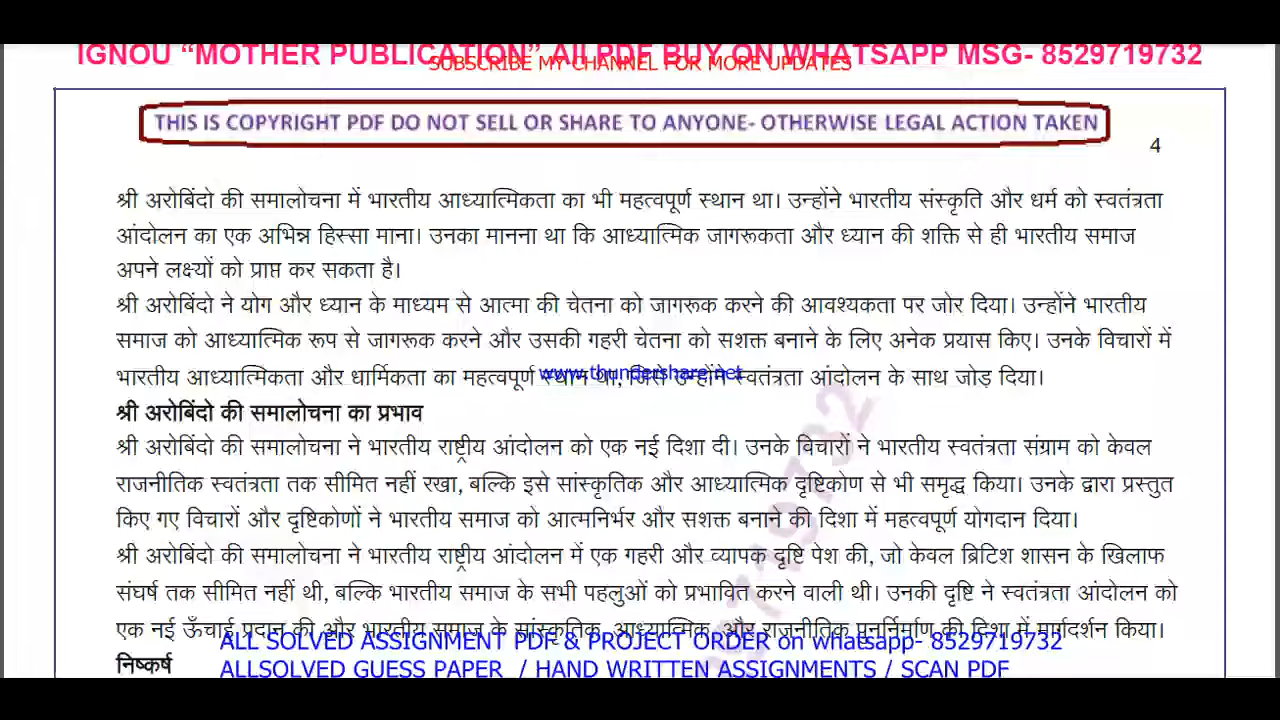 IGNOU “MOTHER PUBLICATION” AILPDF BUY ON WHATSAPP MSG- 8529719732
SUBSCRIBE MY CHANNEL FOR MORE UPDATES
THIS IS COPYRIGHT PDF DO NOT SELL OR SHARE TO ANYONE- OTHERWISE LEGAL ACTION TAKEN
4
श्री अरोबिंदो की समालोचना में भारतीय आध्यात्मिकता का भी महत्वपूर्ण स्थान था। उन्होंने भारतीय संस्कृति और धर्म को स्वतंत्रता
आंदोलन का एक अभिन्न हिस्सा माना। उनका मानना था कि आध्यात्मिक जागरूकता और ध्यान की शक्ति से ही भारतीय समाज
अपने लक्ष्यों को प्राप्त कर सकता है।
श्री अरोबिंदो ने योग और ध्यान के माध्यम से आत्मा की चेतना को जागरूक करने की आवश्यकता पर जोर दिया। उन्होंने भारतीय
समाज को आध्यात्मिक रूप से जागरूक करने और उसकी गहरी चेतना को सशक्त बनाने के लिए अनेक प्रयास किए। उनके विचारों में
भारतीय आध्यात्मिकता और धार्मिकता का महत्वपूर्ण स्थान था, जिसे उन्होंने स्वतंत्रता आंदोलन के साथ जोड़ दिया।
www.thundershare.net
श्री अरोबिंदो की समालोचना का प्रभाव
श्री अरोबिंदो की समालोचना ने भारतीय राष्ट्रीय आंदोलन को एक नई दिशा दी। उनके विचारों ने भारतीय स्वतंत्रता संग्राम को केवल
राजनीतिक स्वतंत्रता तक सीमित नहीं रखा, बल्कि इसे सांस्कृतिक और आध्यात्मिक दृष्टिकोण से भी समृद्ध किया। उनके द्वारा प्रस्तुत
किए गए विचारों और दृष्टिकोणों ने भारतीय समाज को आत्मनिर्भर और सशक्त बनाने की दिशा में महत्वपूर्ण योगदान दिया।
श्री अरोबिंदो की समालोचना ने भारतीय राष्ट्रीय आंदोलन में एक गहरी और व्यापक दृष्टि पेश की, जो केवल ब्रिटिश शासन के खिलाफ
संघर्ष तक सीमित नहीं थी, बल्कि भारतीय समाज के सभी पहलुओं को प्रभावित करने वाली थी। उनकी दृष्टि ने स्वतंत्रता आंदोलन को
एक नई ऊँचाई प्रदान की और भारतीय समाज के सांस्कृतिक, आध्यात्मिक, और राजनीतिक पुनर्निर्माण की दिशा में मार्गदर्शन किया।
ALL SOLVED ASSIGNMENT PDF & PROJECT ORDER on whatsapp- 8529719732
निष्कर्ष
ALLSOLVED GUESS PAPER / HAND WRITTEN ASSIGNMENTS / SCAN PDF